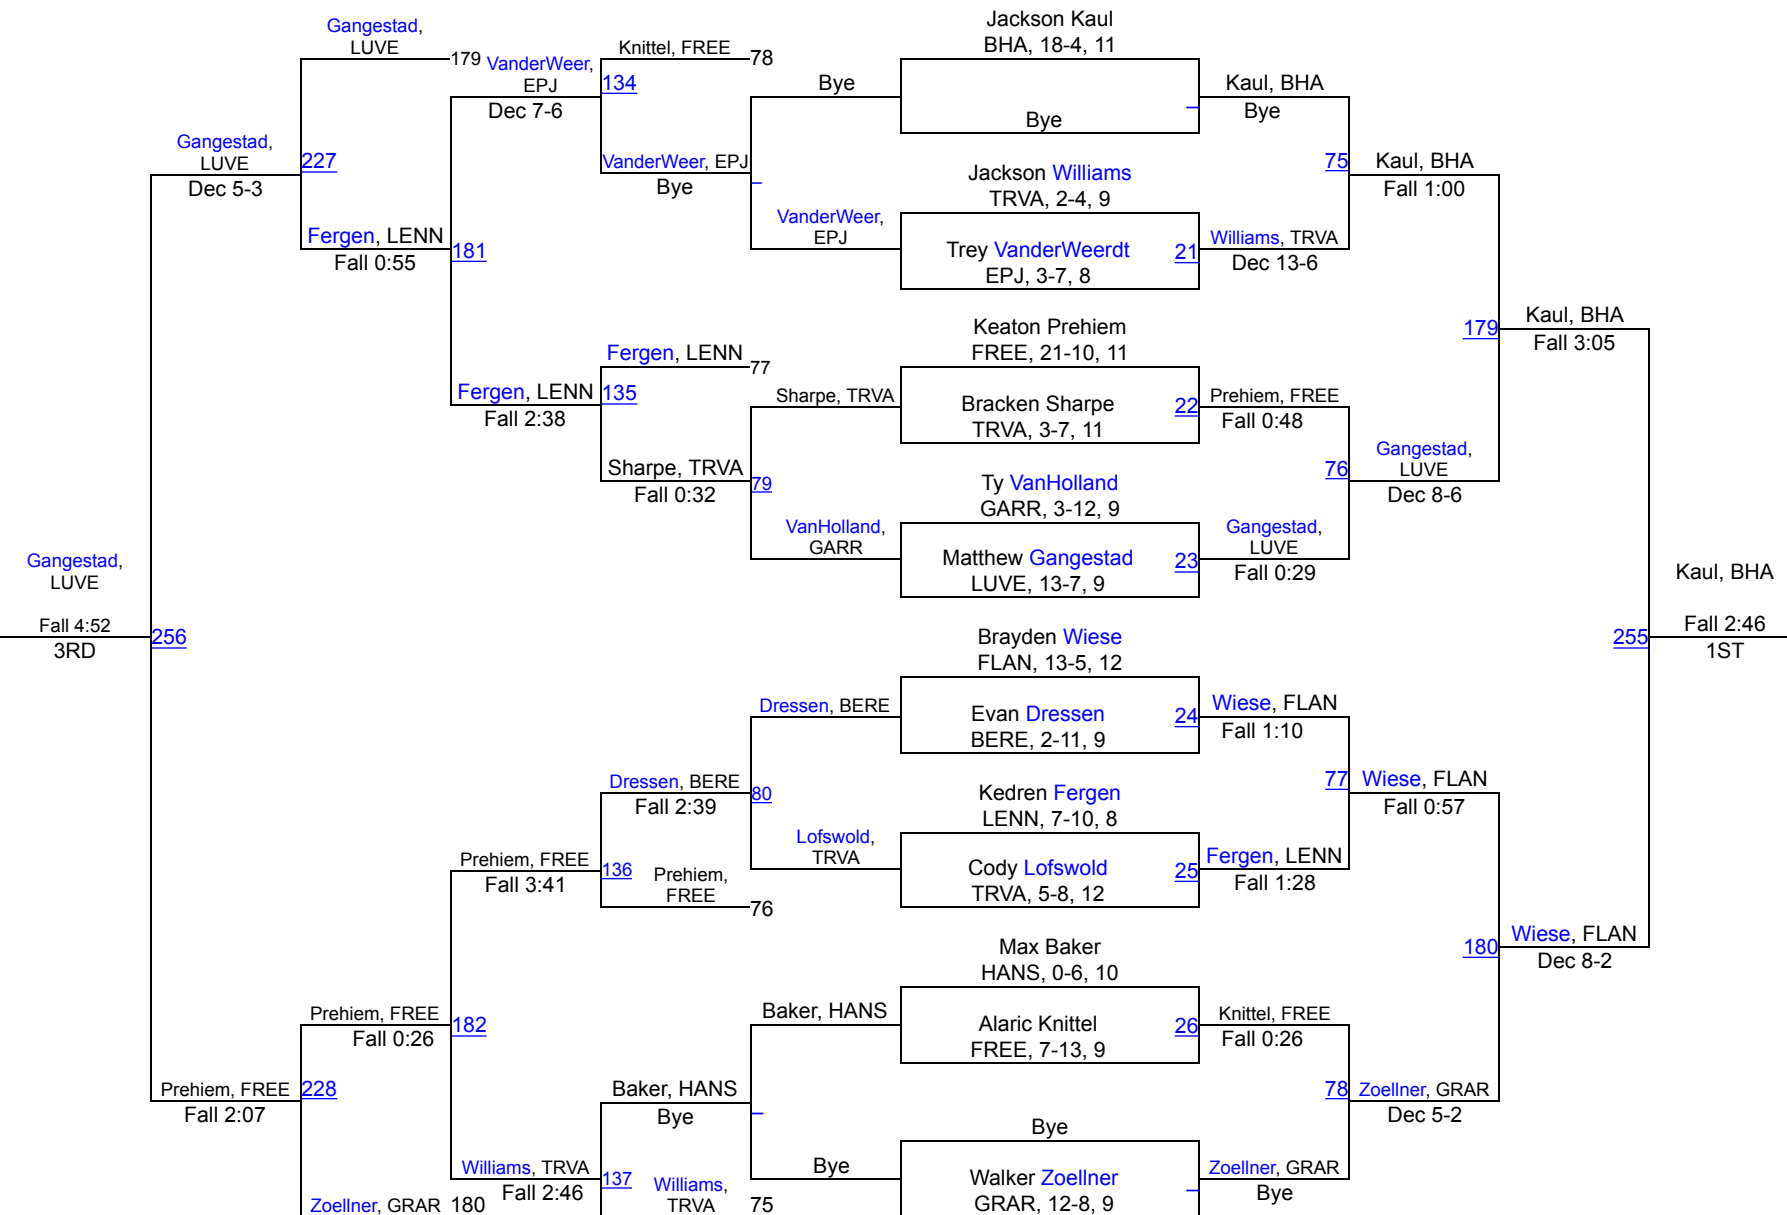 Gangestad,
LUVE
179
VanderWeer,
EPJ
Dec 7-6
Knittel, FREE
78
134
Bye
Jackson Kaul
BHA, 18-4, 11
Bye
Kaul, BHA
Bye
Gangestad,
LUVE
Dec 5-3
227
VanderWeer, EPJ
Bye
Jackson Williams
TRVA, 2-4, 9
75
Kaul, BHA
Fall 1:00
Fergen, LENN
Fall 0:55
181
VanderWeer,
EPJ
Trey VanderWeerdt
EPJ, 3-7, 8
21
Williams, TRVA
Dec 13-6
Keaton Prehiem
FREE, 21-10, 11
179
Kaul, BHA
Fall 3:05
Fergen, LENN
77
Fergen, LENN
Fall 2:38
135
Sharpe, TRVA
Bracken Sharpe
TRVA, 3-7, 11
22
Prehiem, FREE
Fall 0:48
Sharpe, TRVA
Fall 0:32
79
Ty VanHolland
GARR, 3-12, 9
76
Gangestad,
LUVE
Dec 8-6
VanHolland,
GARR
Matthew Gangestad
LUVE, 13-7, 9
23
Gangestad,
LUVE
Fall 0:29
Gangestad,
LUVE
Fall 4:52
3RD
256
Kaul, BHA
Fall 2:46
1ST
255
Brayden Wiese
FLAN, 13-5, 12
Dressen, BERE
Evan Dressen
BERE, 2-11, 9
24
Wiese, FLAN
Fall 1:10
Dressen, BERE
Fall 2:39
80
Kedren Fergen
LENN, 7-10, 8
77
Wiese, FLAN
Fall 0:57
Lofswold,
TRVA
Cody Lofswold
TRVA, 5-8, 12
25
Fergen, LENN
Fall 1:28
Prehiem, FREE
Fall 3:41
136
Prehiem,
FREE
76
Max Baker
HANS, 0-6, 10
180
Wiese, FLAN
Dec 8-2
Prehiem, FREE
Fall 0:26
182
Baker, HANS
Alaric Knittel
FREE, 7-13, 9
26
Knittel, FREE
Fall 0:26
Prehiem, FREE
Fall 2:07
228
Baker, HANS
Bye
78
Zoellner, GRAR
Dec 5-2
Bye
Williams, TRVA
Fall 2:46
137
Williams,
TRVA
75
Bye
Walker Zoellner
GRAR, 12-8, 9
Zoellner, GRAR
Bye
Zoellner, GRAR
180